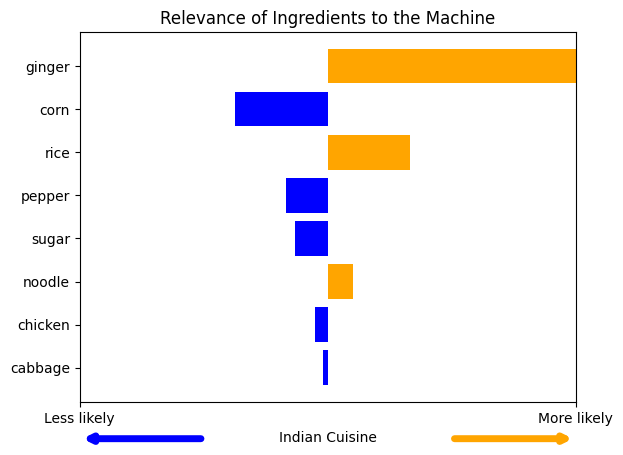 Relevance of Ingredients to the Machine
ginger
corn
rice
pepper
sugar
noodle
chicken
cabbage
Less likely
More likely
Indian Cuisine